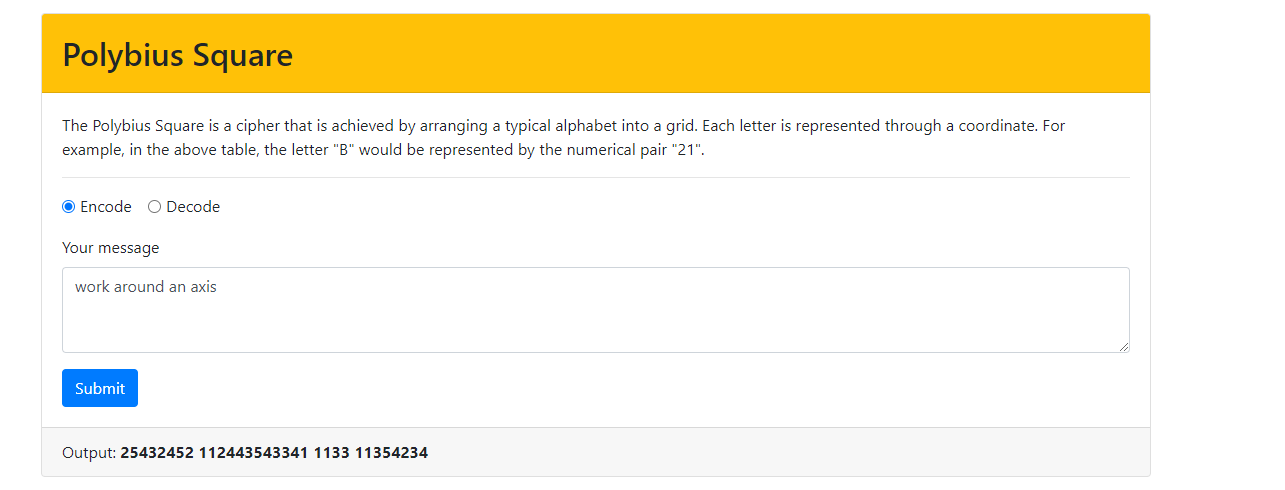 Polybius Square
The Polybius Square is a cipher that is achieved by arranging a typical alphabet into a grid. Each letter is represented through a coordinate. For
example, in the above table, the letter "B" would be represented by the numerical pair "21".
Encode Decode
Your message
work around an axis
Submit
Output: 25432452 112443543341 1133 11354234